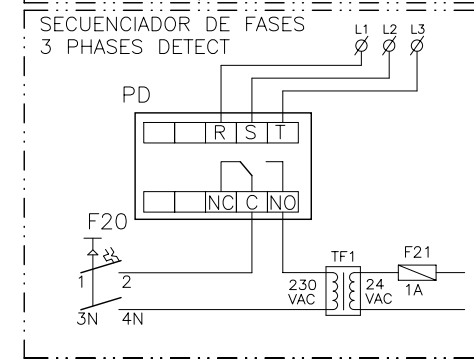 SECUENCIADOR DE FASES
3 PHASES DETECT
L1 L2 L3
PD
R S T
NC C NO
F20
1 2
3N 4N
TF1
230 VAC
24 VAC
F21
1A